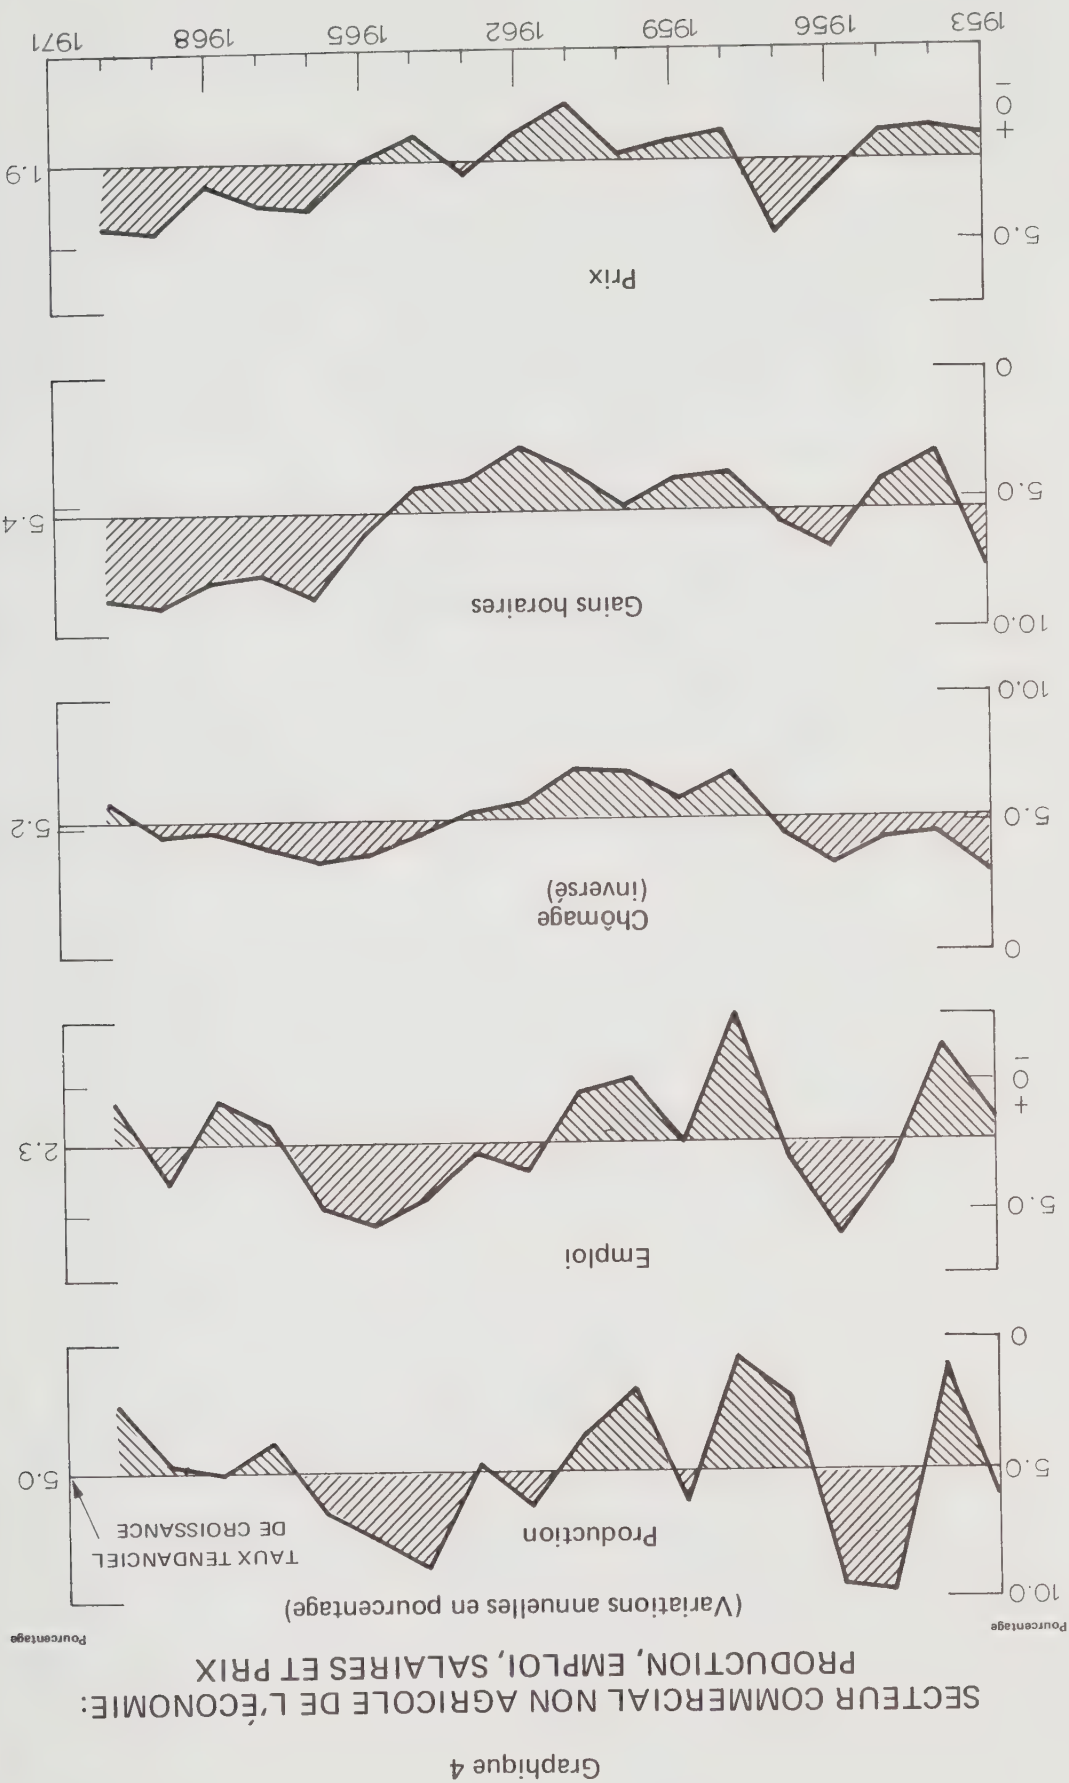 Graphique 4
SECTEUR COMMERCIAL NON AGRICOLE DE L'ÉCONOMIE:
PRODUCTION, EMPLOI, SALAIRES ET PRIX
(Variations annuelles en pourcentage)
Pourcentage
Pourcentage
10.0
Production
TAUX TENDANCIEL
DE CROISSANCE
5.0
5.0
0
Emploi
5.0
2.3
+
0
−
0
Chômage
(inversé)
5.0
5.2
10.0
10.0
Gains horaires
5.0
5.4
0
Prix
5.0
1.9
+
0
−
1953
1956
1959
1962
1965
1968
1971